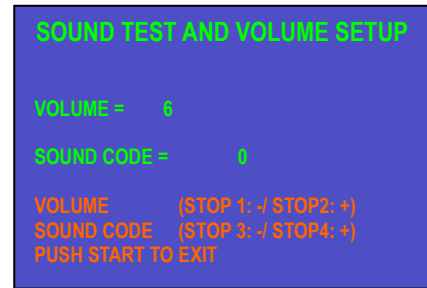 SOUND TEST AND VOLUME SETUP
VOLUME = 6
SOUND CODE = 0
VOLUME (STOP 1: -/ STOP2: +)
SOUND CODE (STOP 3: -/ STOP4: +)
PUSH START TO EXIT